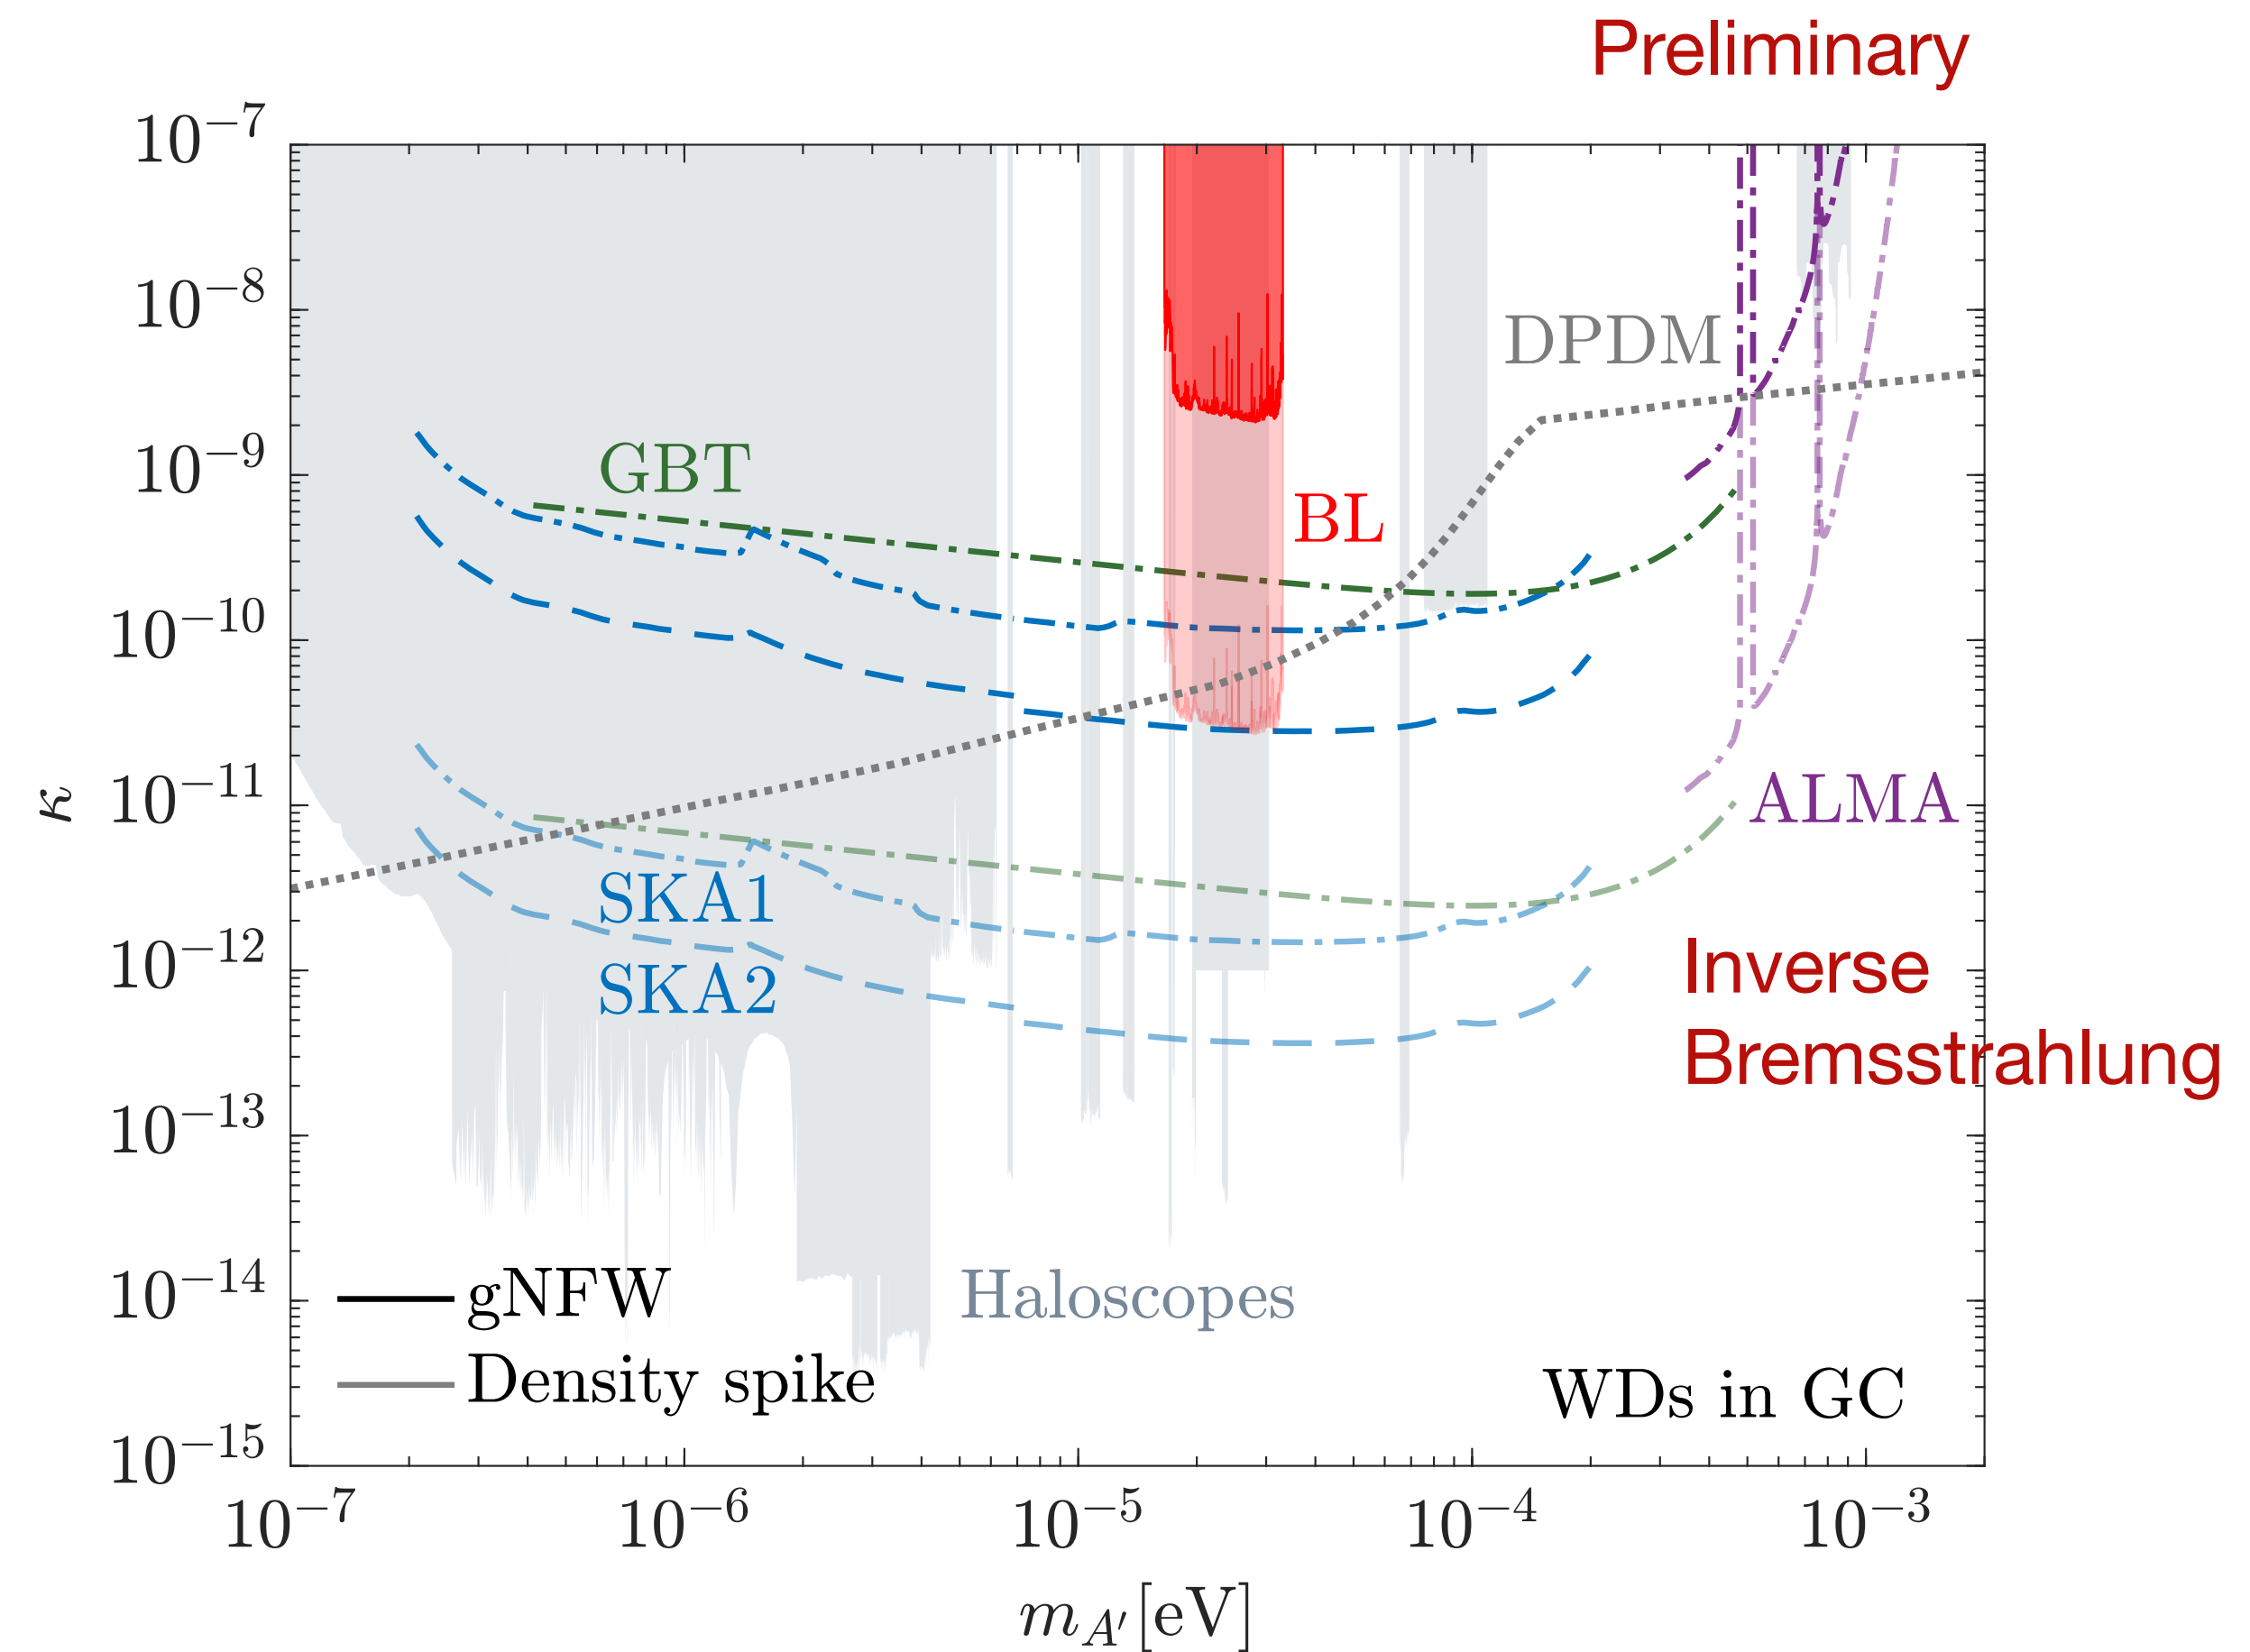 Preliminary
10⁻⁷
10⁻⁸
10⁻⁹
10⁻¹⁰
10⁻¹¹
10⁻¹²
10⁻¹³
10⁻¹⁴
10⁻¹⁵
κ
DPDM
GBT
BL
ALMA
SKA1
SKA2
Inverse
Bremsstrahlung
Haloscopes
gNFW
Density spike
WDs in GC
10⁻⁷ 10⁻⁶ 10⁻⁵ 10⁻⁴ 10⁻³
m_A′[eV]